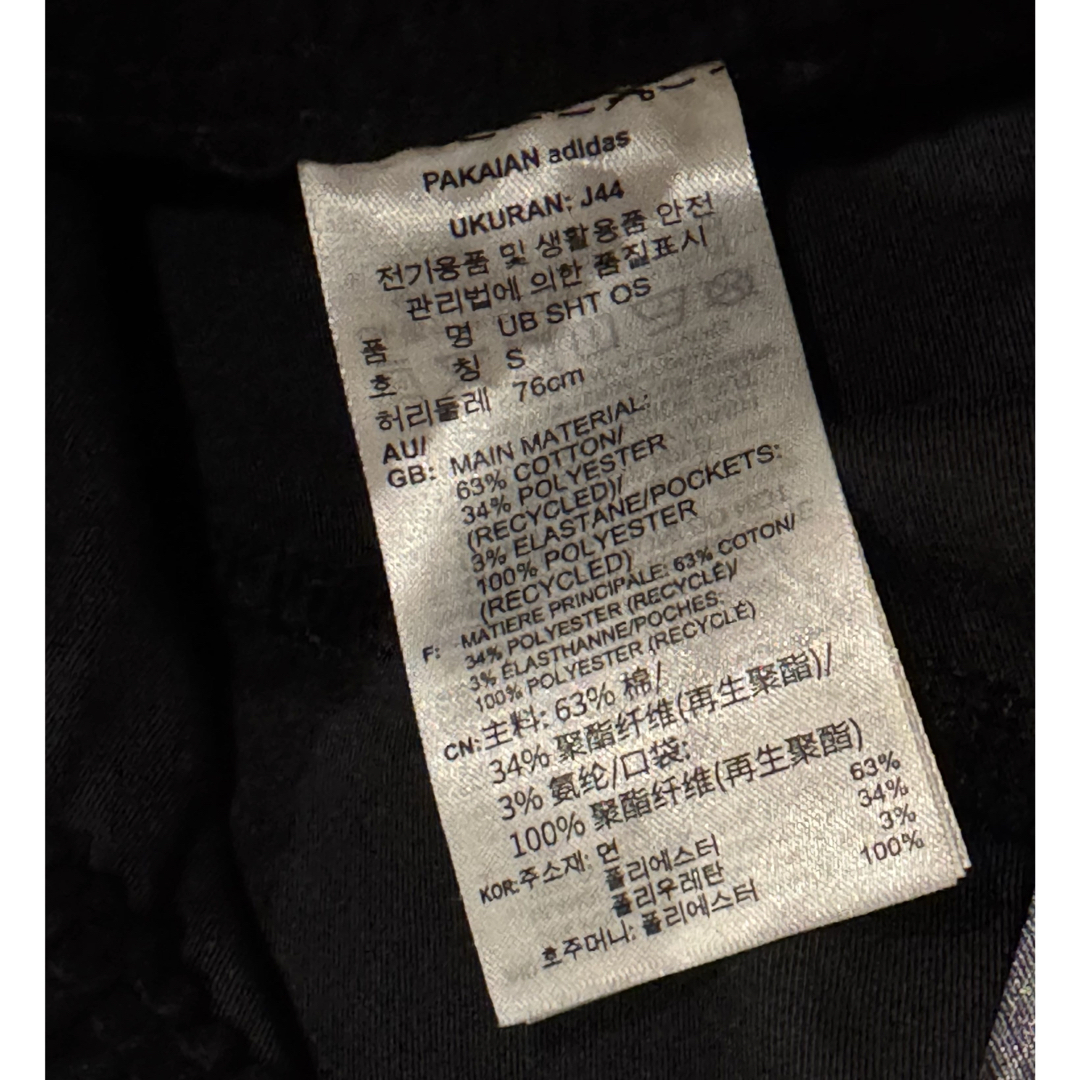 PAKAIAN adidas
UKURAN: J44
전기용품 및 생활용품 안전
관리법에 의한 품질표시
품 명 UB SHT OS
호 칭 S
허리둘레 76cm
AU/
GB: MAIN MATERIAL:
63% COTTON/
34% POLYESTER
(RECYCLED)/
3% ELASTANE/POCKETS:
100% POLYESTER
(RECYCLED)
F: MATIERE PRINCIPALE: 63% COTON/
34% POLYESTER (RECYCLÉ)/
3% ÉLASTHANNE/POCHES:
100% POLYESTER (RECYCLÉ)
CN: 主料: 63% 棉/
34% 聚酯纤维(再生聚酯)/
3% 氨纶/口袋:
100% 聚酯纤维(再生聚酯)
KOR: 주소재: 면 63%
폴리에스터 34%
폴리우레탄 3%
호주머니: 폴리에스터 100%